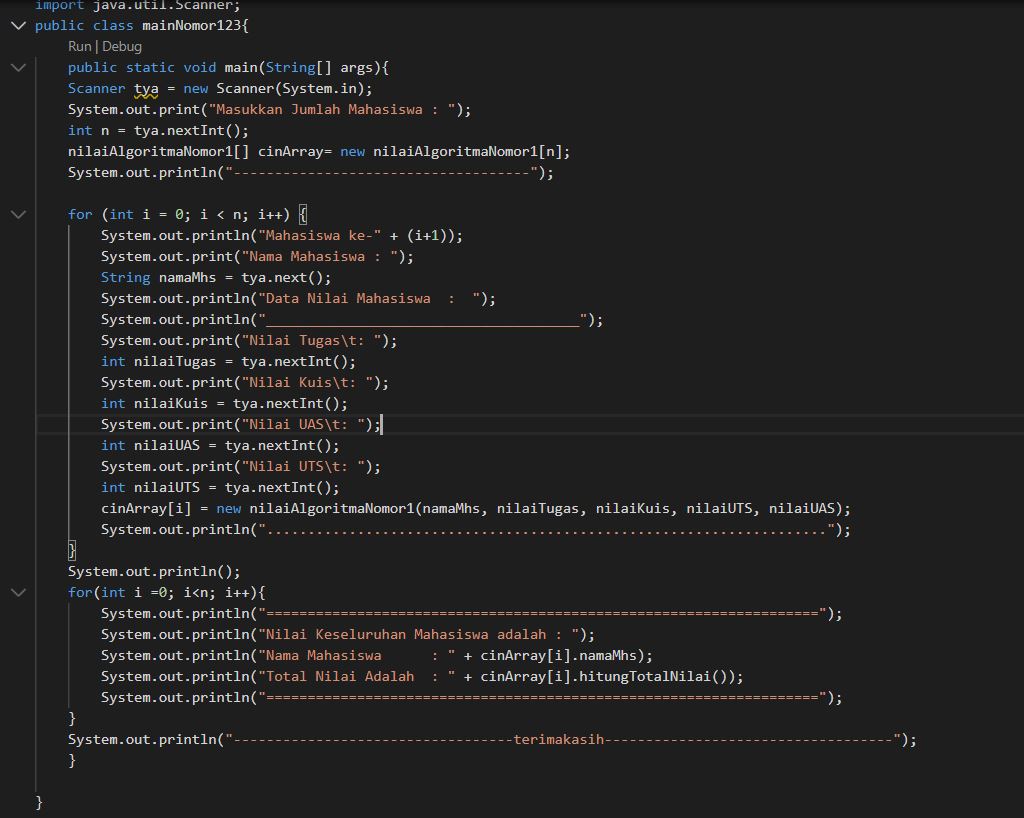 import java.util.Scanner;
public class mainNomor123{
Run | Debug
public static void main(String[] args){
Scanner tya = new Scanner(System.in);
System.out.print("Masukkan Jumlah Mahasiswa : ");
int n = tya.nextInt();
nilaiAlgoritmaNomor1[] cinArray= new nilaiAlgoritmaNomor1[n];
System.out.println("------------------------------------");
for (int i = 0; i < n; i++) {
System.out.println("Mahasiswa ke-" + (i+1));
System.out.print("Nama Mahasiswa : ");
String namaMhs = tya.next();
System.out.println("Data Nilai Mahasiswa  :  ");
System.out.println("______________________________________");
System.out.print("Nilai Tugas\t: ");
int nilaiTugas = tya.nextInt();
System.out.print("Nilai Kuis\t: ");
int nilaiKuis = tya.nextInt();
System.out.print("Nilai UAS\t: ");
int nilaiUAS = tya.nextInt();
System.out.print("Nilai UTS\t: ");
int nilaiUTS = tya.nextInt();
cinArray[i] = new nilaiAlgoritmaNomor1(namaMhs, nilaiTugas, nilaiKuis, nilaiUTS, nilaiUAS);
System.out.println("....................................................................");
}
System.out.println();
for(int i =0; i<n; i++){
System.out.println("===================================================================");
System.out.println("Nilai Keseluruhan Mahasiswa adalah : ");
System.out.println("Nama Mahasiswa      : " + cinArray[i].namaMhs);
System.out.println("Total Nilai Adalah  : " + cinArray[i].hitungTotalNilai());
System.out.println("===================================================================");
}
System.out.println("----------------------------------terimakasih-----------------------------------");
}
}